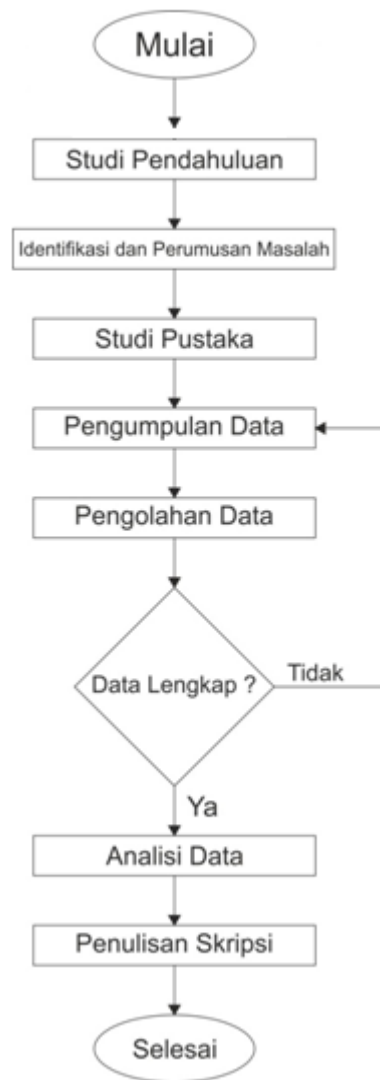 Mulai
Studi Pendahuluan
Identifikasi dan Perumusan Masalah
Studi Pustaka
Pengumpulan Data
Pengolahan Data
Data Lengkap ?
Tidak
Ya
Analisi Data
Penulisan Skripsi
Selesai